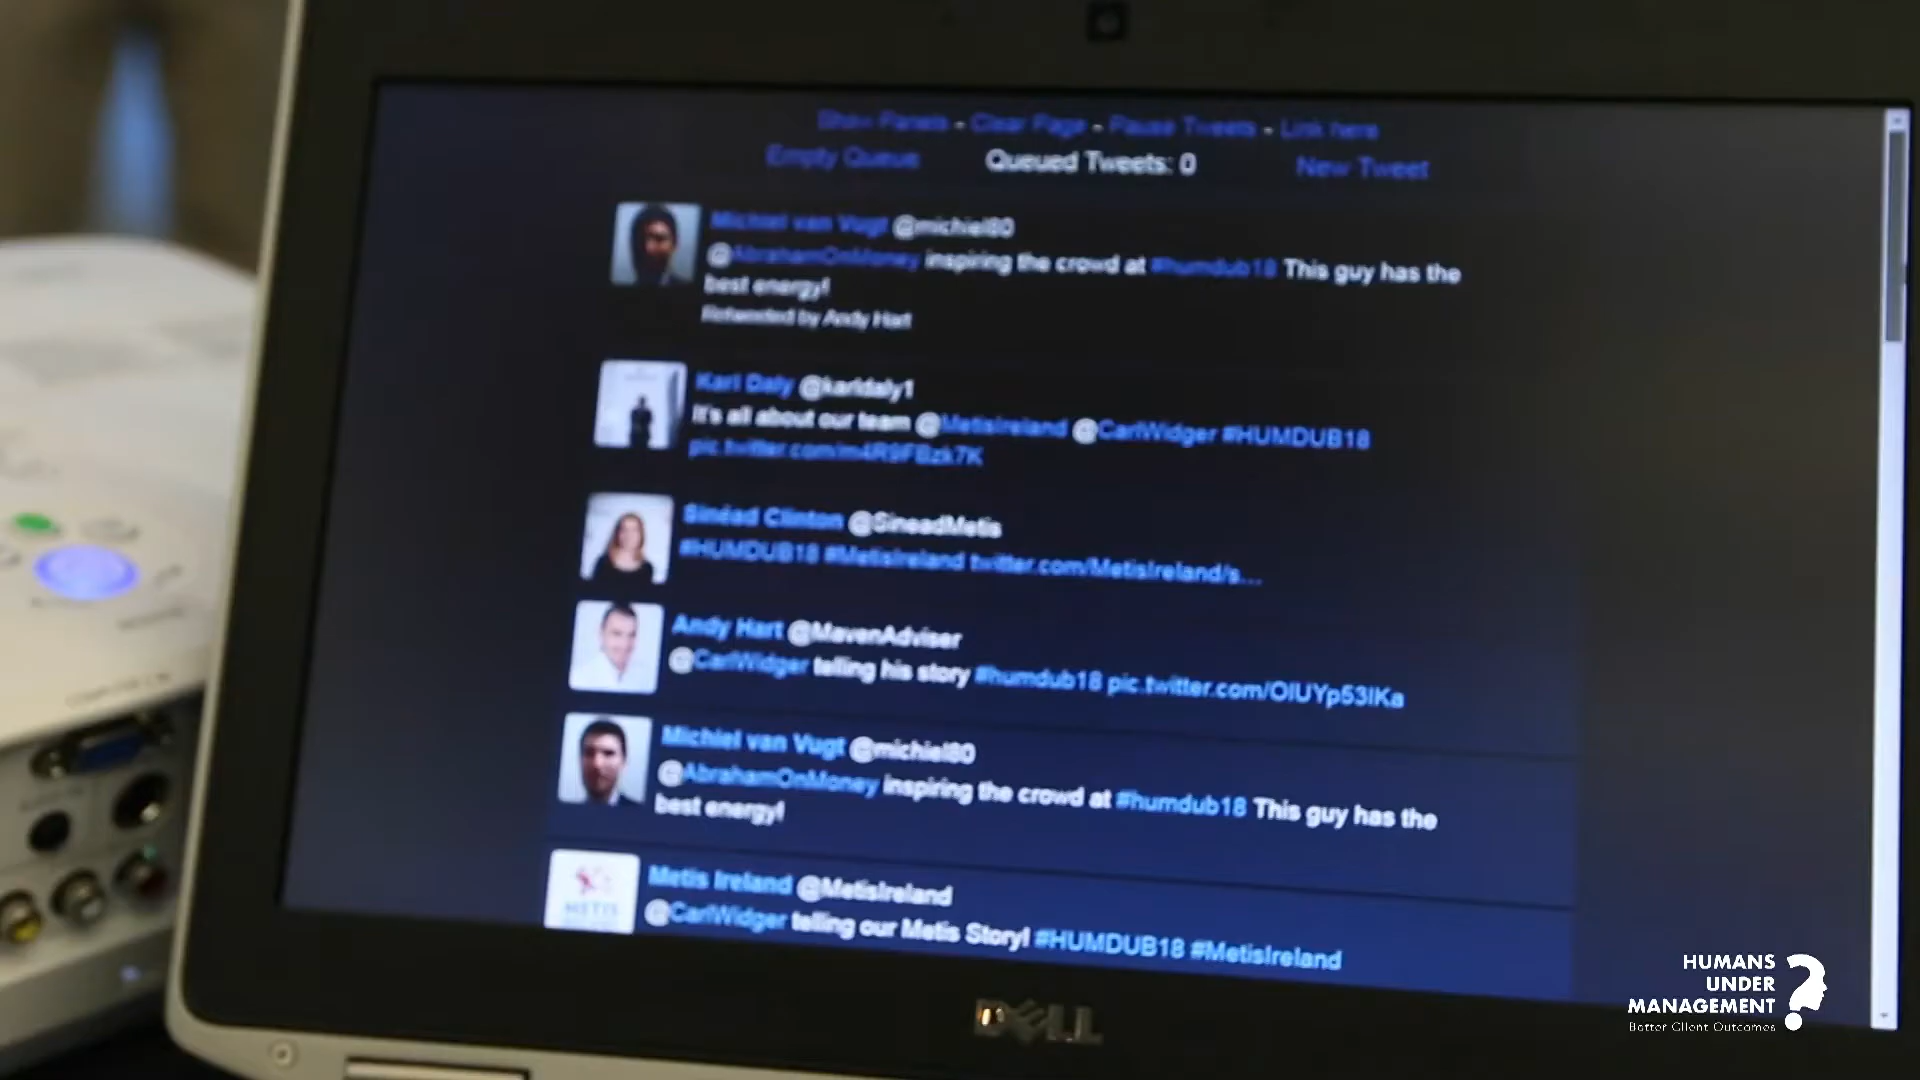 Show Panels - Clear Page - Pause Tweets - Link here
Empty Queue Queued Tweets: 0 New Tweet
Michiel van Vugt @michiel80
@AbrahamOnMoney inspiring the crowd at #humdub18 This guy has the
best energy!
Retweeted by Andy Hart
Karl Daly @karldaly1
It's all about our team @MetisIreland @CarlWidger #HUMDUB18
pic.twitter.com/m4R9FBzk7K
Sinéad Clinton @SineadMetis
#HUMDUB18 #MetisIreland twitter.com/MetisIreland/s...
Andy Hart @MavenAdviser
@CarlWidger telling his story #humdub18 pic.twitter.com/OIUYp53IKa
Michiel van Vugt @michiel80
@AbrahamOnMoney inspiring the crowd at #humdub18 This guy has the
best energy!
Metis Ireland @MetisIreland
@CarlWidger telling our Metis Story! #HUMDUB18 #MetisIreland
METIS
DELL
HUMANS
UNDER
MANAGEMENT
Better Client Outcomes